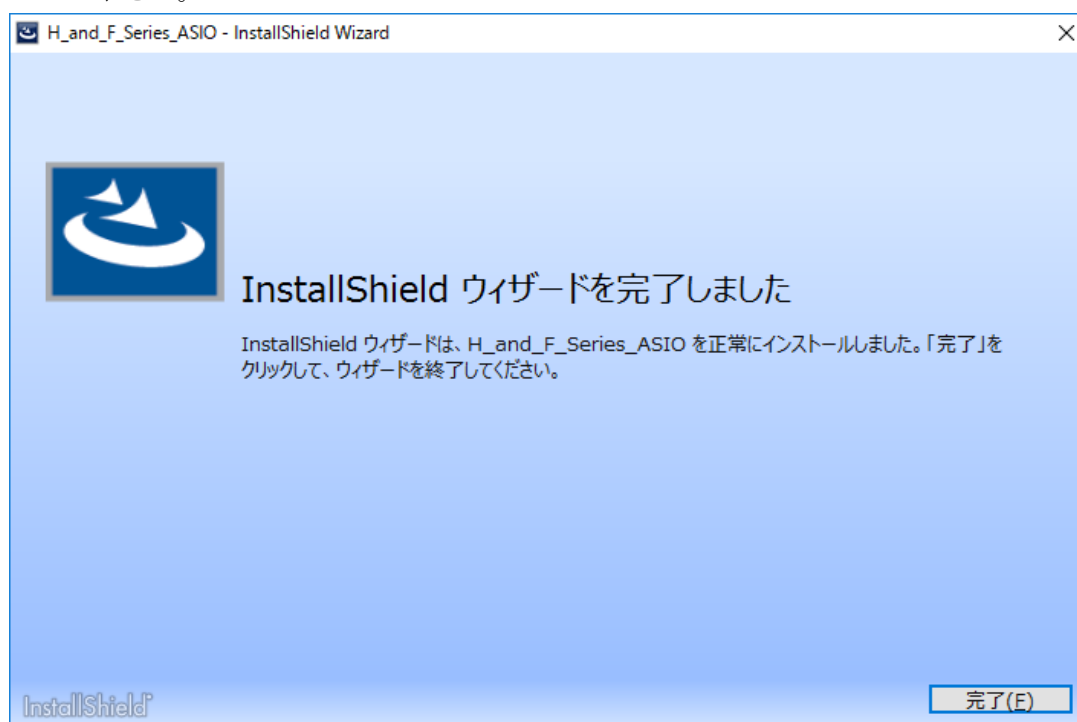 H_and_F_Series_ASIO - InstallShield Wizard
InstallShield ウィザードを完了しました
InstallShield ウィザードは、H_and_F_Series_ASIO を正常にインストールしました。「完了」を
クリックして、ウィザードを終了してください。
InstallShield
完了(F)